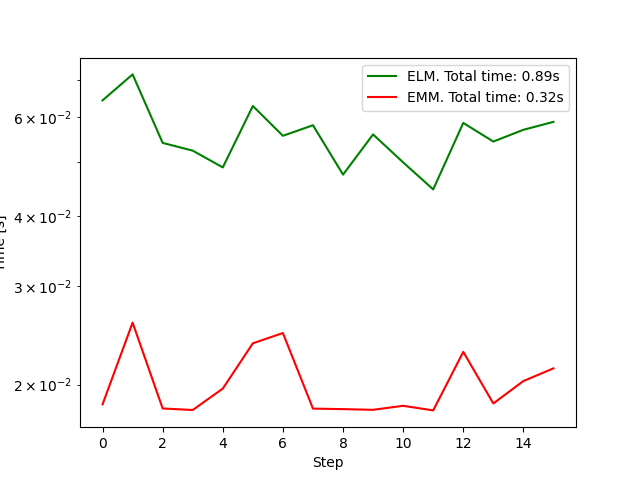 ELM. Total time: 0.89s
EMM. Total time: 0.32s
6 × 10⁻²
4 × 10⁻²
3 × 10⁻²
2 × 10⁻²
[s]
0 2 4 6 8 10 12 14
Step